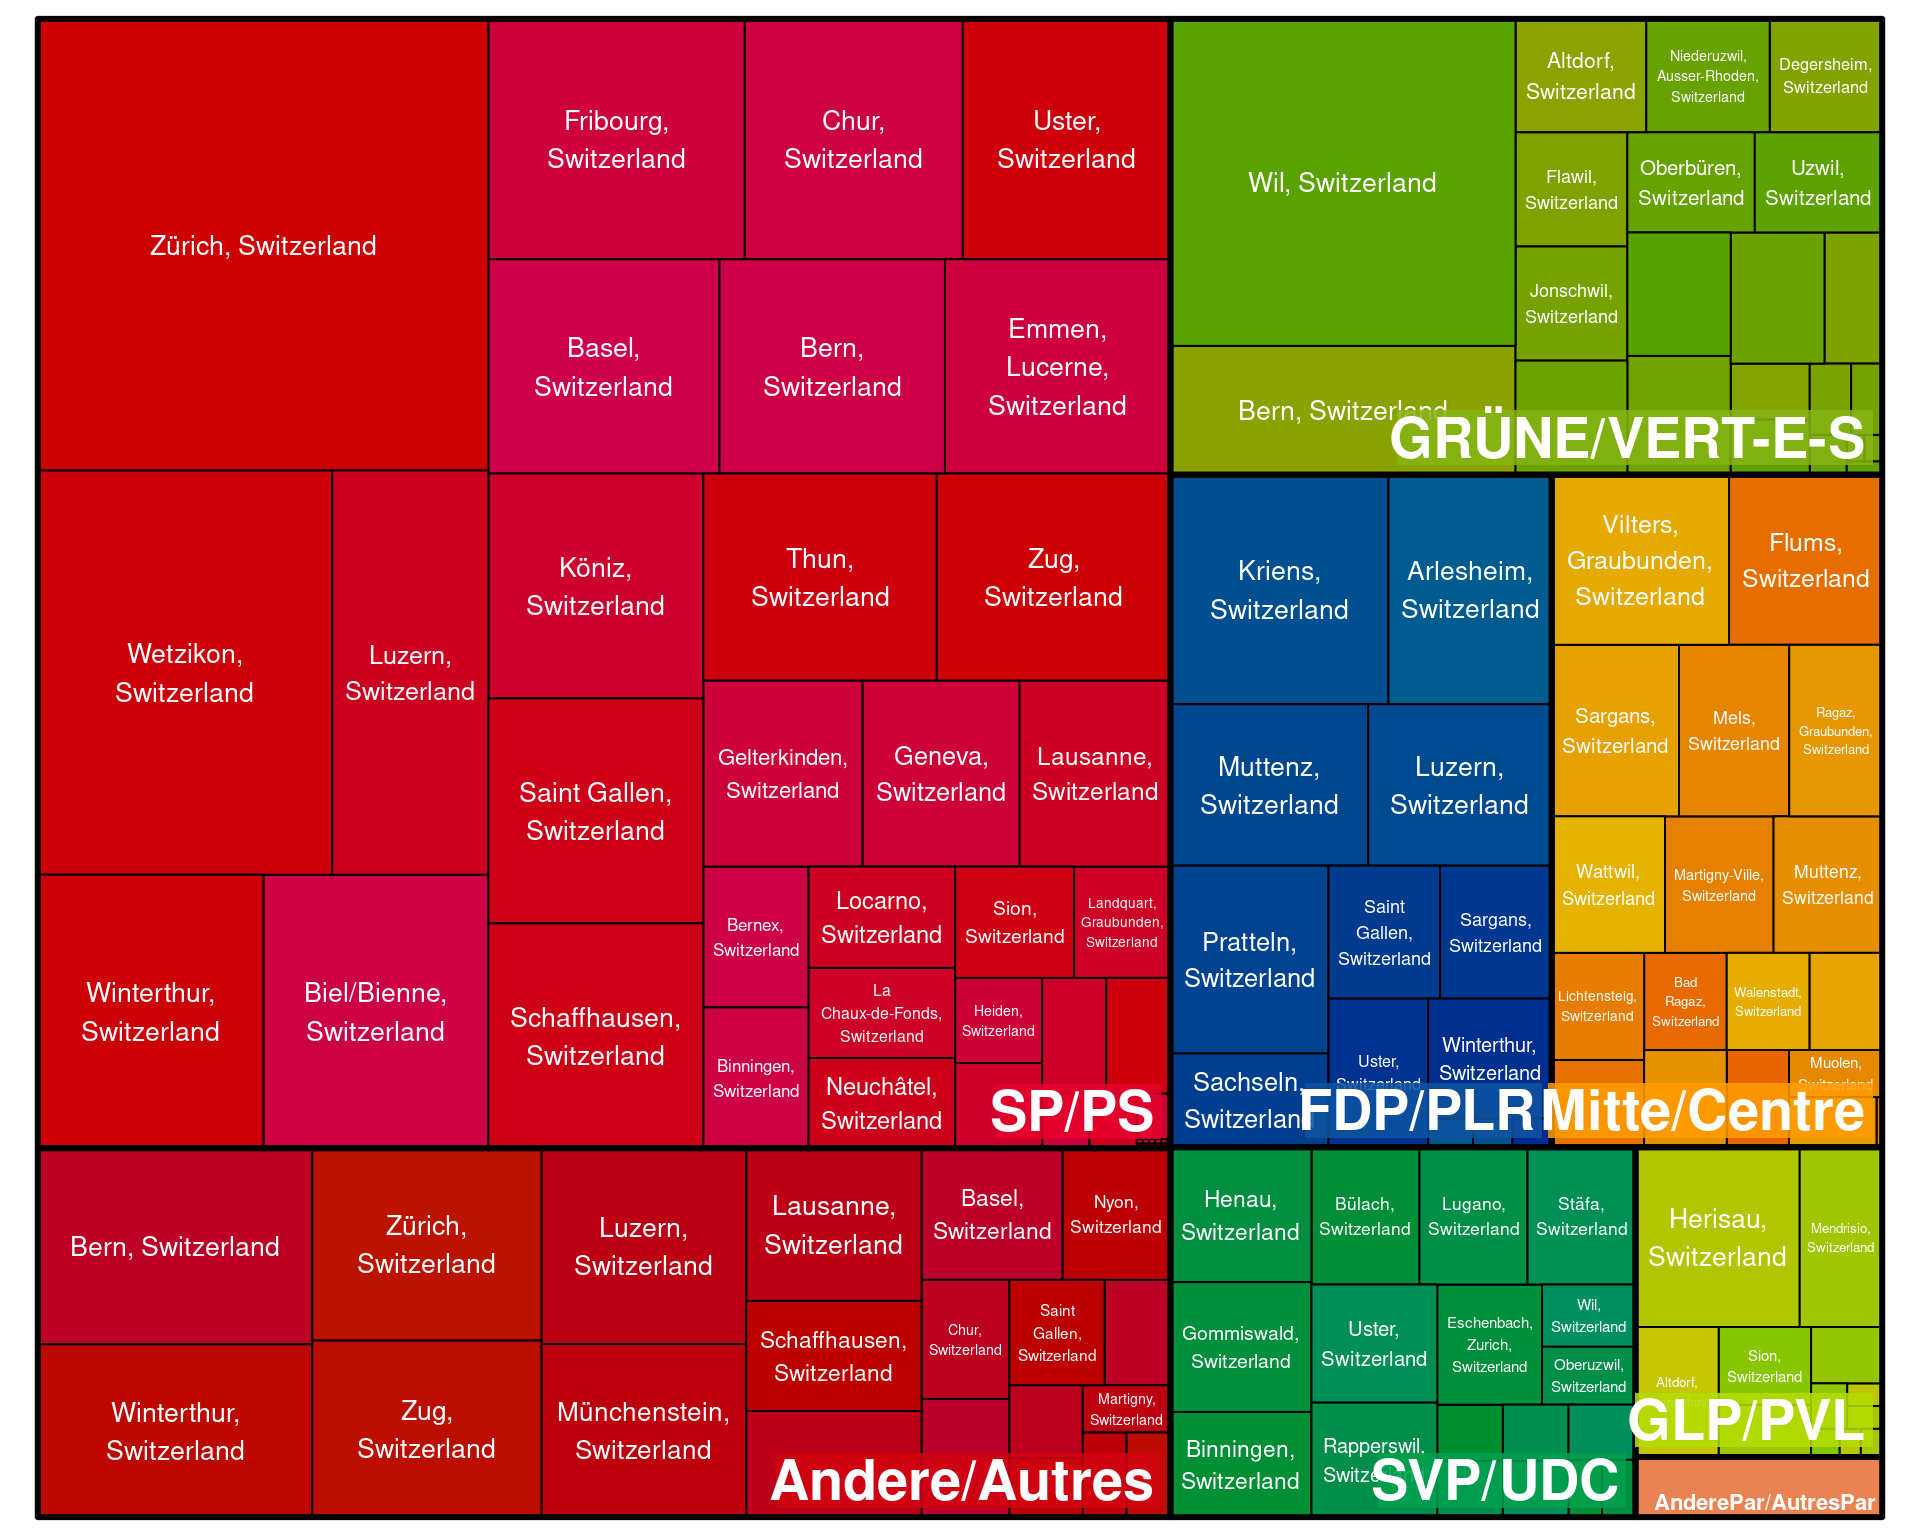 Zürich, Switzerland
Fribourg,
Switzerland
Chur,
Switzerland
Uster,
Switzerland
Basel,
Switzerland
Bern,
Switzerland
Emmen,
Lucerne,
Switzerland
Wetzikon,
Switzerland
Luzern,
Switzerland
Köniz,
Switzerland
Thun,
Switzerland
Zug,
Switzerland
Saint Gallen,
Switzerland
Gelterkinden,
Switzerland
Geneva,
Switzerland
Lausanne,
Switzerland
Winterthur,
Switzerland
Biel/Bienne,
Switzerland
Schaffhausen,
Switzerland
Bernex,
Switzerland
Locarno,
Switzerland
Sion,
Switzerland
Landquart,
Graubunden,
Switzerland
Binningen,
Switzerland
La
Chaux-de-Fonds,
Switzerland
Heiden,
Switzerland
Neuchâtel,
Switzerland
SP/PS
Wil, Switzerland
Altdorf,
Switzerland
Niederuzwil,
Ausser-Rhoden,
Switzerland
Degersheim,
Switzerland
Flawil,
Switzerland
Oberbüren,
Switzerland
Uzwil,
Switzerland
Jonschwil,
Switzerland
Bern, Switzerland
GRÜNE/VERT-E-S
Kriens,
Switzerland
Arlesheim,
Switzerland
Muttenz,
Switzerland
Luzern,
Switzerland
Pratteln,
Switzerland
Saint
Gallen,
Switzerland
Sargans,
Switzerland
Sachseln,
Switzerland
Uster,
Switzerland
Winterthur,
Switzerland
FDP/PLR
Vilters,
Graubunden,
Switzerland
Flums,
Switzerland
Sargans,
Switzerland
Mels,
Switzerland
Ragaz,
Graubunden,
Switzerland
Wattwil,
Switzerland
Martigny-Ville,
Switzerland
Muttenz,
Switzerland
Lichtensteig,
Switzerland
Bad
Ragaz,
Switzerland
Walenstadt,
Switzerland
Muolen,
Switzerland
Mitte/Centre
Bern, Switzerland
Zürich,
Switzerland
Luzern,
Switzerland
Lausanne,
Switzerland
Basel,
Switzerland
Nyon,
Switzerland
Winterthur,
Switzerland
Zug,
Switzerland
Münchenstein,
Switzerland
Schaffhausen,
Switzerland
Chur,
Switzerland
Saint
Gallen,
Switzerland
Martigny,
Switzerland
Andere/Autres
Henau,
Switzerland
Bülach,
Switzerland
Lugano,
Switzerland
Stäfa,
Switzerland
Gommiswald,
Switzerland
Uster,
Switzerland
Eschenbach,
Zurich,
Switzerland
Wil,
Switzerland
Oberuzwil,
Switzerland
Binningen,
Switzerland
Rapperswil,
Switzerland
SVP/UDC
Herisau,
Switzerland
Mendrisio,
Switzerland
Altdorf,
Sion,
Switzerland
GLP/PVL
AnderePar/AutresPar